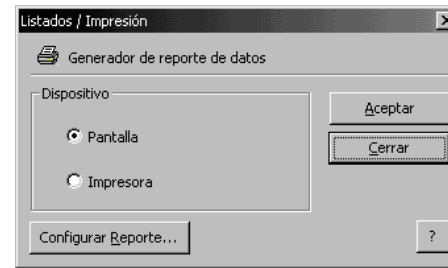 Listados / Impresión
Generador de reporte de datos
Dispositivo
Pantalla
Impresora
Aceptar
Cerrar
Configurar Reporte...
?